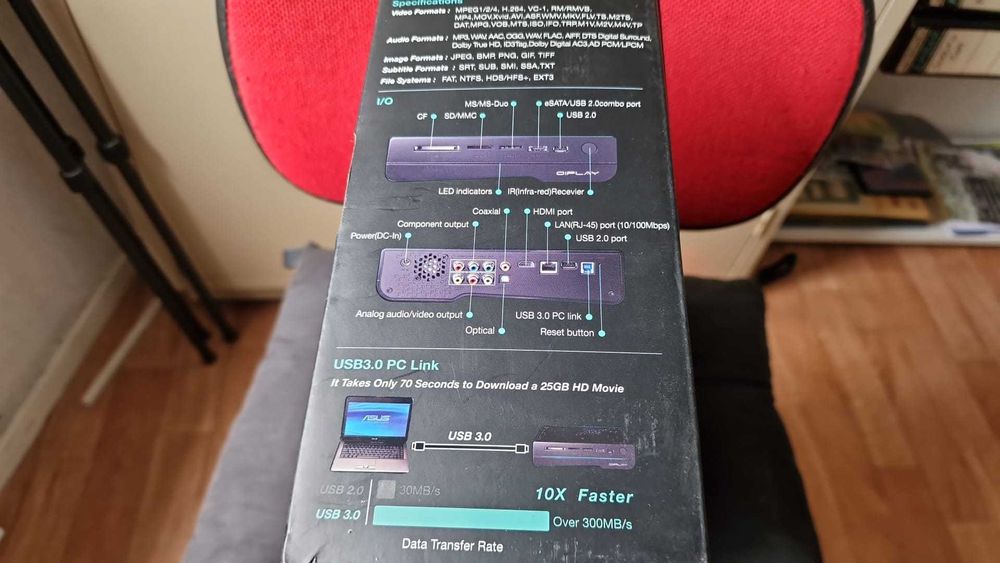 Specifications
Video Formats : MPEG1/2/4, H.264, VC-1, RM/RMVB,
MP4,MOV,Xvid,AVI,ASF,WMV,MKV,FLV,TS,M2TS,
DAT,MPG,VOB,MTS,ISO,IFO,TRP,M1V,M2V,M4V,TP
Audio Formats : MP3, WAV, AAC, OGG, WAV, FLAC, AIFF, DTS Digital Surround,
Dolby True HD, ID3Tag,Dolby Digital AC3,AD PCM/LPCM
Image Formats : JPEG, BMP, PNG, GIF, TIFF
Subtitle Formats : SRT, SUB, SMI, SSA,TXT
File Systems : FAT, NTFS, HDS/HFS+, EXT3
I/O
MS/MS-Duo
eSATA/USB 2.0combo port
CF
SD/MMC
USB 2.0
DIPLAY
LED indicators
IR(Infra-red)Recevier
Coaxial
HDMI port
Component output
LAN(RJ-45) port (10/100Mbps)
Power(DC-In)
USB 2.0 port
Analog audio/video output
USB 3.0 PC link
Optical
Reset button
USB3.0 PC Link
It Takes Only 70 Seconds to Download a 25GB HD Movie
ASUS
USB 3.0
DIPLAY
USB 2.0
30MB/s
10X Faster
USB 3.0
Over 300MB/s
Data Transfer Rate